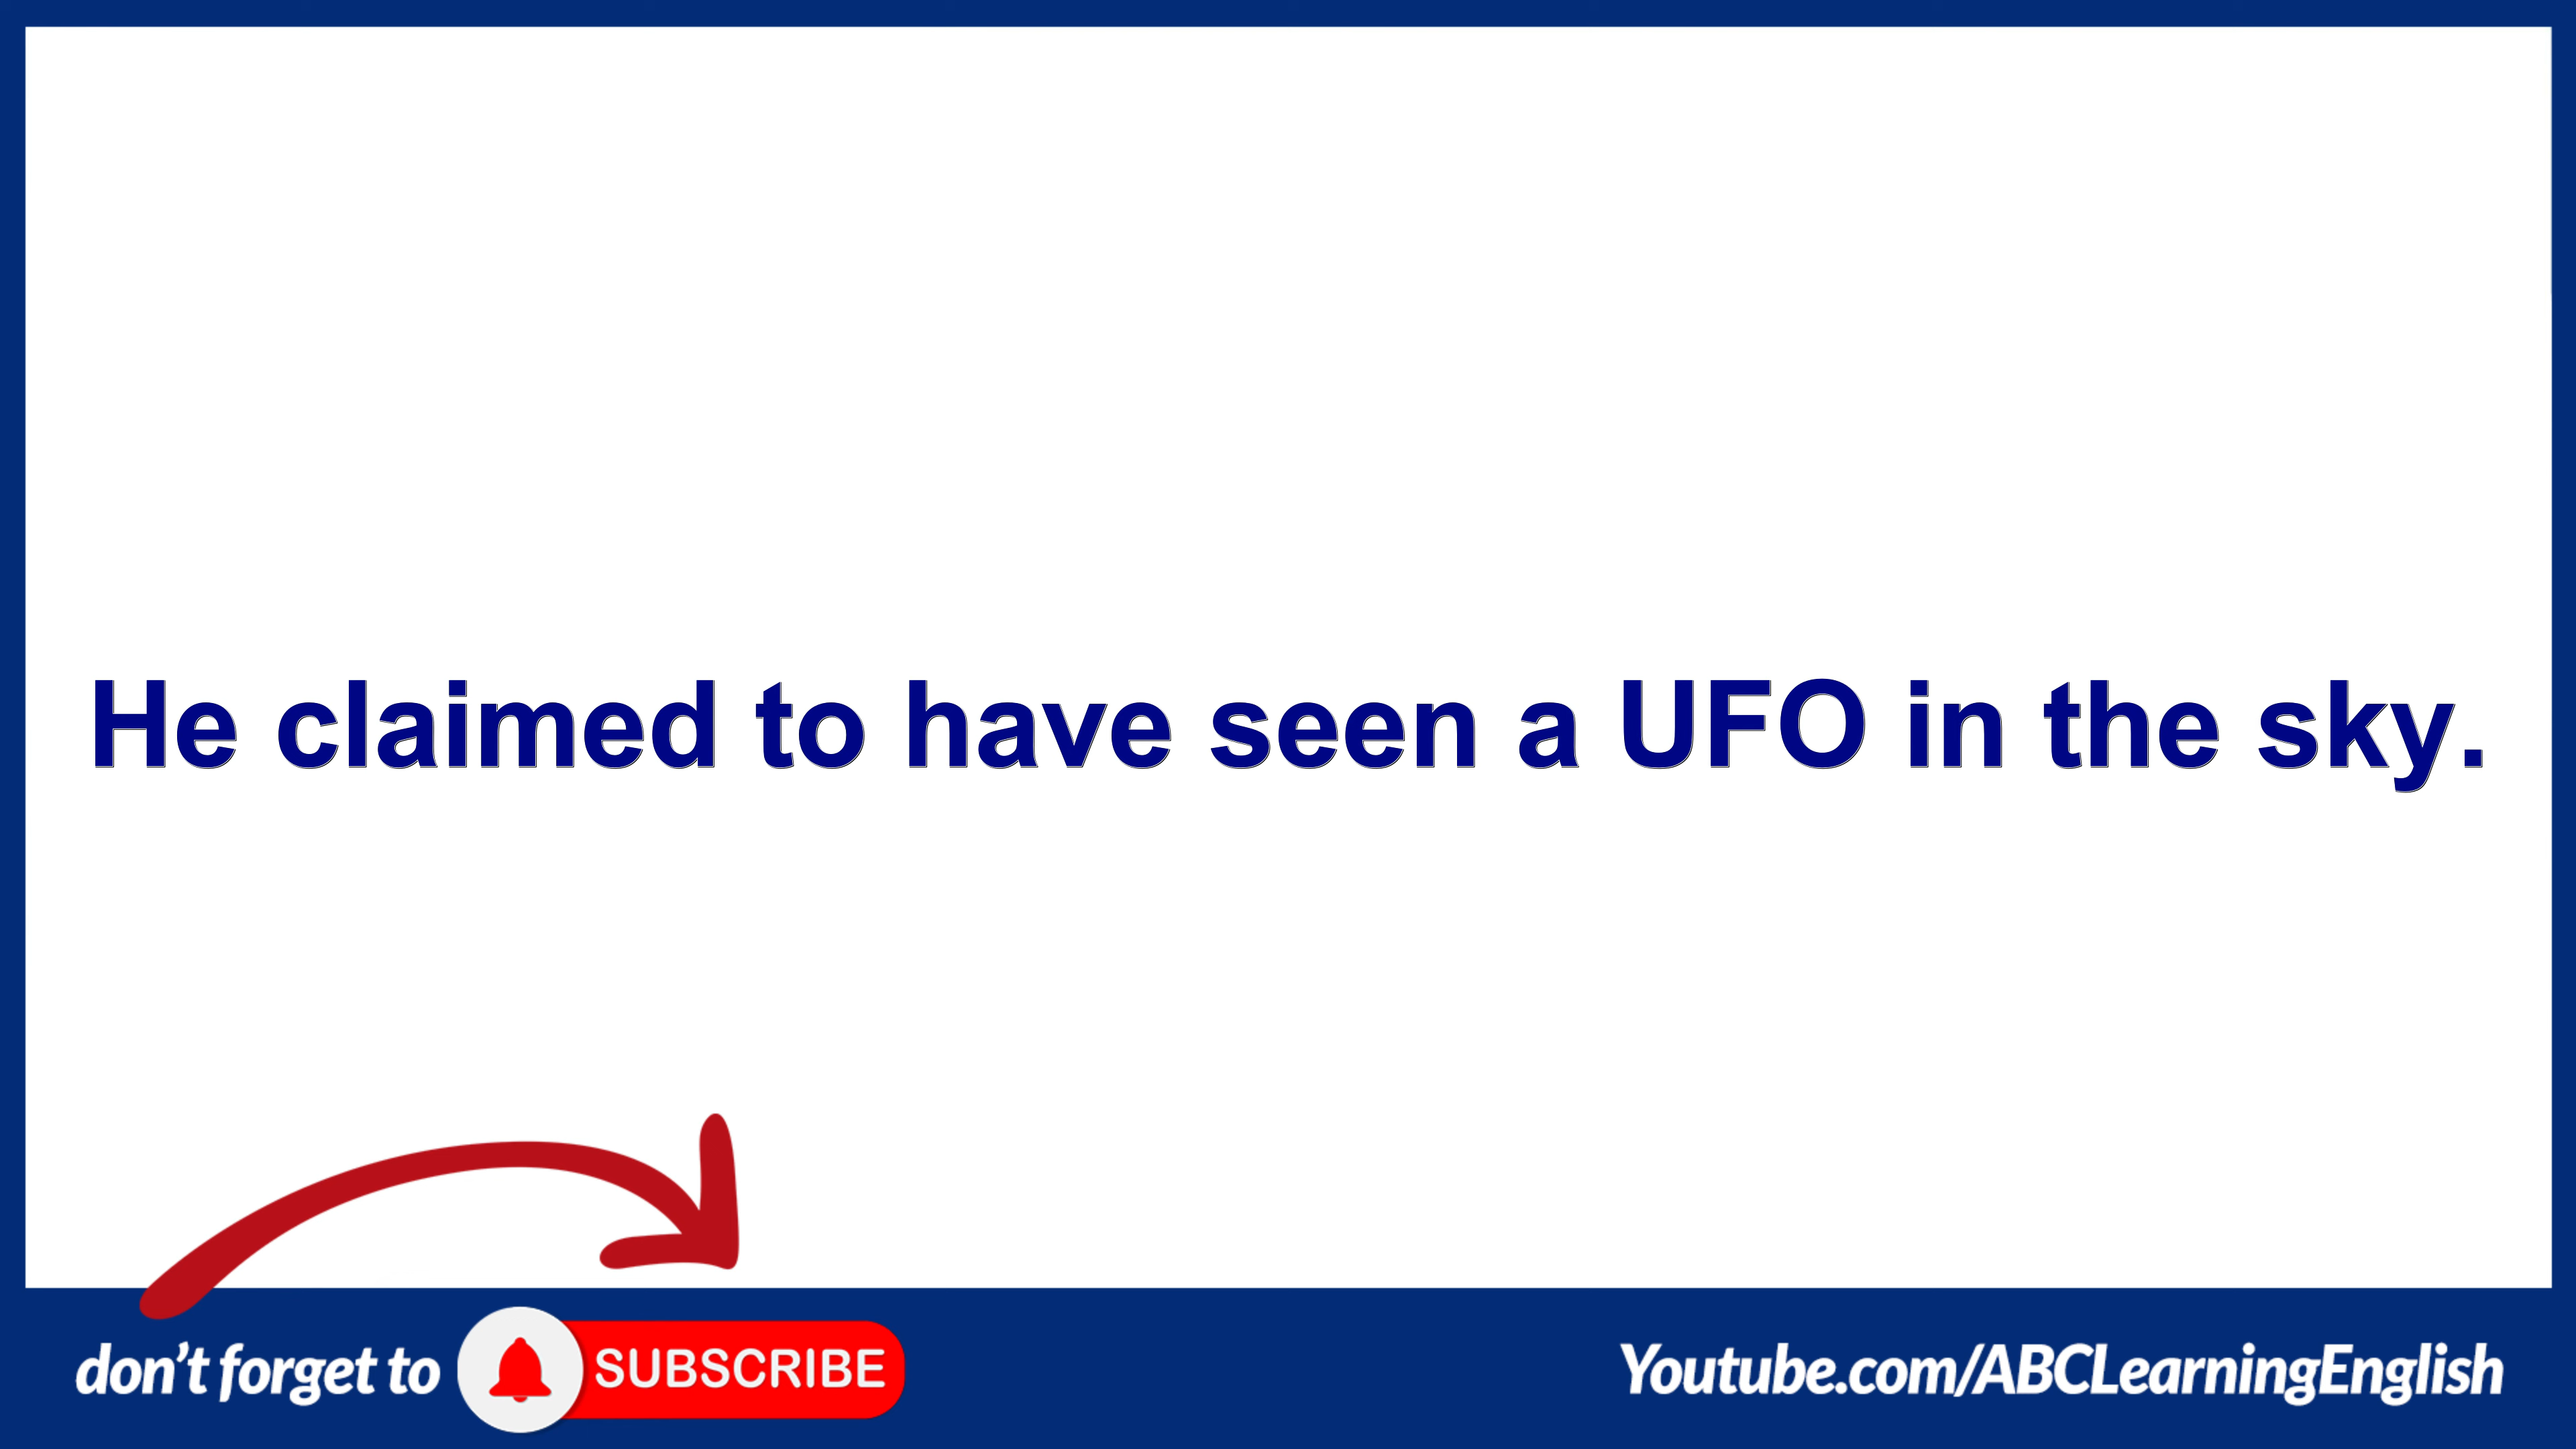 He claimed to have seen a UFO in the sky.
don't forget to SUBSCRIBE
Youtube.com/ABCLearningEnglish